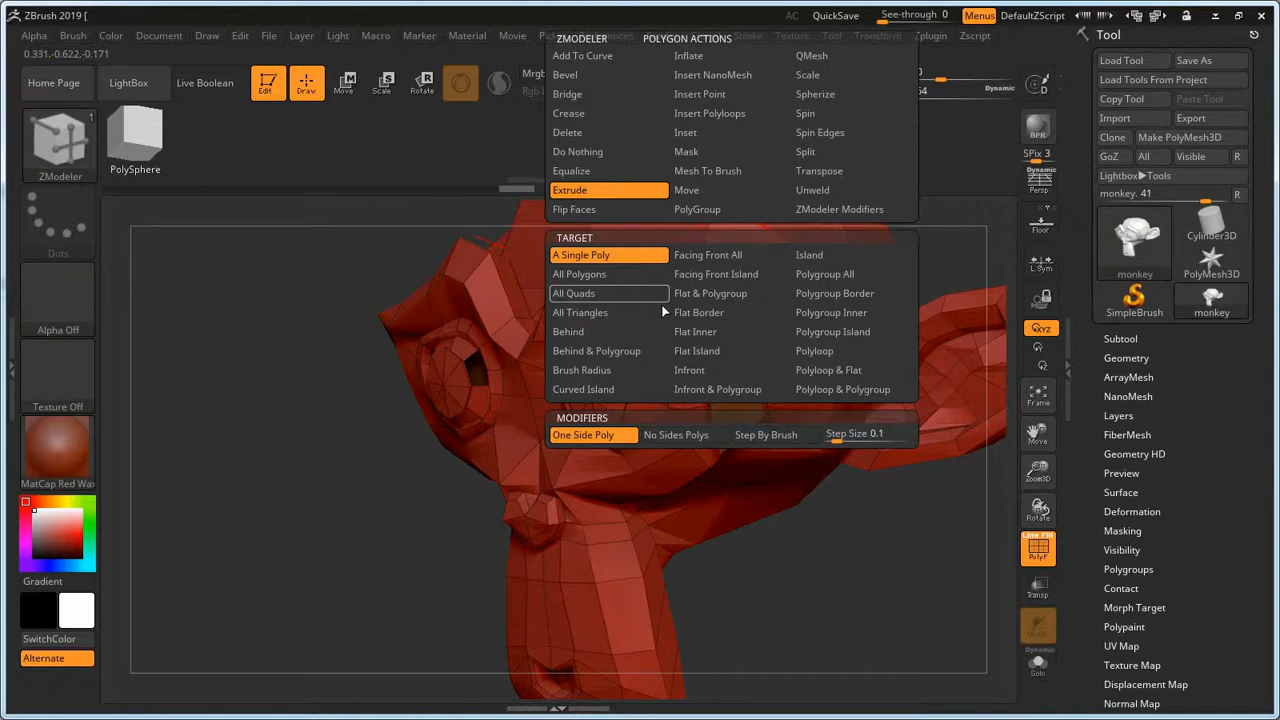 ZBrush 2019 [
AC
QuickSave
See-through 0
Menus
DefaultZScript
Alpha
Brush
Color
Document
Draw
Edit
File
Layer
Light
Macro
Marker
Material
Movie
Texture
Tool
Transform
Zplugin
Zscript
0.331,-0.622,-0.171
Home Page
LightBox
Live Boolean
Edit
Draw
Move
Scale
Rotate
Mrgb
Rgb
0
64
Dynamic
D
1
ZModeler
PolySphere
Dots
Alpha Off
Texture Off
MatCap Red Wax
Gradient
SwitchColor
Alternate
ZMODELER POLYGON ACTIONS
Add To Curve
Inflate
QMesh
Bevel
Insert NanoMesh
Scale
Bridge
Insert Point
Spherize
Crease
Insert Polyloops
Spin
Delete
Inset
Spin Edges
Do Nothing
Mask
Split
Equalize
Mesh To Brush
Transpose
Extrude
Move
Unweld
Flip Faces
PolyGroup
ZModeler Modifiers
TARGET
A Single Poly
Facing Front All
Island
All Polygons
Facing Front Island
Polygroup All
All Quads
Flat & Polygroup
Polygroup Border
All Triangles
Flat Border
Polygroup Inner
Behind
Flat Inner
Polygroup Island
Behind & Polygroup
Flat Island
Polyloop
Brush Radius
Infront
Polyloop & Flat
Curved Island
Infront & Polygroup
Polyloop & Polygroup
MODIFIERS
One Side Poly
No Sides Polys
Step By Brush
Step Size 0.1
BPR
SPix 3
Dynamic
Persp
Floor
L.Sym
XYZ
Frame
Move
Zoom3D
Rotate
Line Fill
PolyF
Transp
Dynamic
Solo
Tool
Load Tool
Save As
Load Tools From Project
Copy Tool
Paste Tool
Import
Export
Clone
Make PolyMesh3D
GoZ
All
Visible
R
Lightbox▶Tools
monkey. 41
R
monkey
Cylinder3D
PolyMesh3D
SimpleBrush
monkey
Subtool
Geometry
ArrayMesh
NanoMesh
Layers
FiberMesh
Geometry HD
Preview
Surface
Deformation
Masking
Visibility
Polygroups
Contact
Morph Target
Polypaint
UV Map
Texture Map
Displacement Map
Normal Map